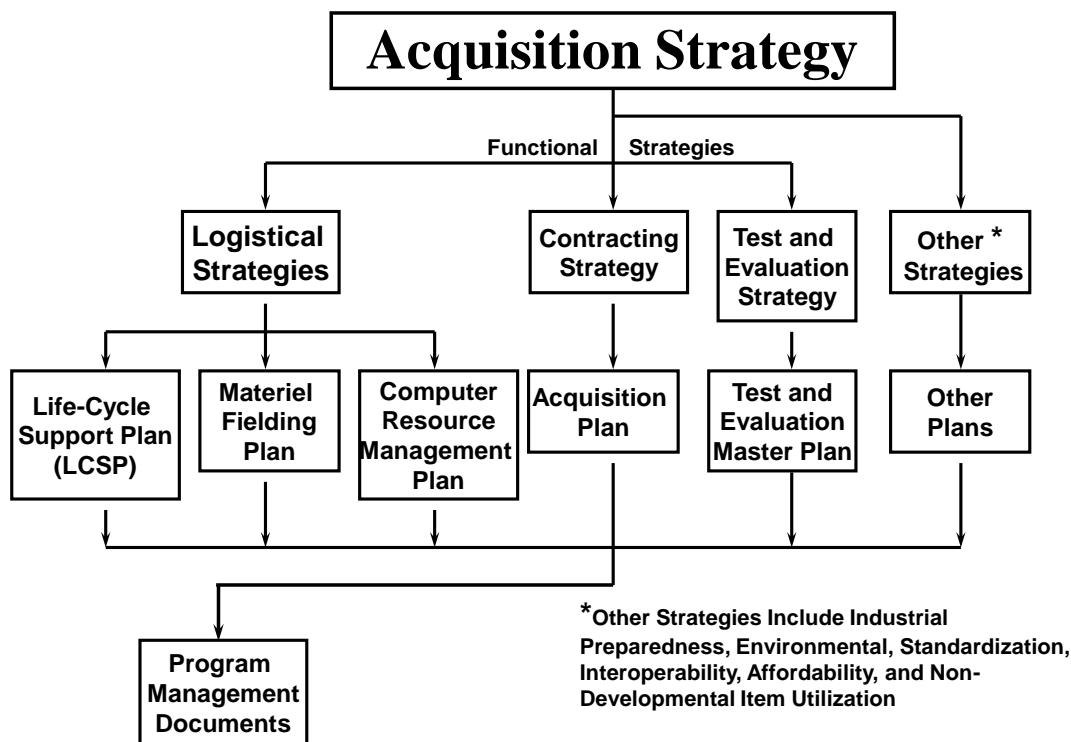 Acquisition Strategy
Functional Strategies
Logistical
Strategies
Contracting
Strategy
Test and
Evaluation
Strategy
Other *
Strategies
Life-Cycle
Support Plan
(LCSP)
Materiel
Fielding
Plan
Computer
Resource
Management
Plan
Acquisition
Plan
Test and
Evaluation
Master Plan
Other
Plans
Program
Management
Documents
*Other Strategies Include Industrial
Preparedness, Environmental, Standardization,
Interoperability, Affordability, and Non-
Developmental Item Utilization